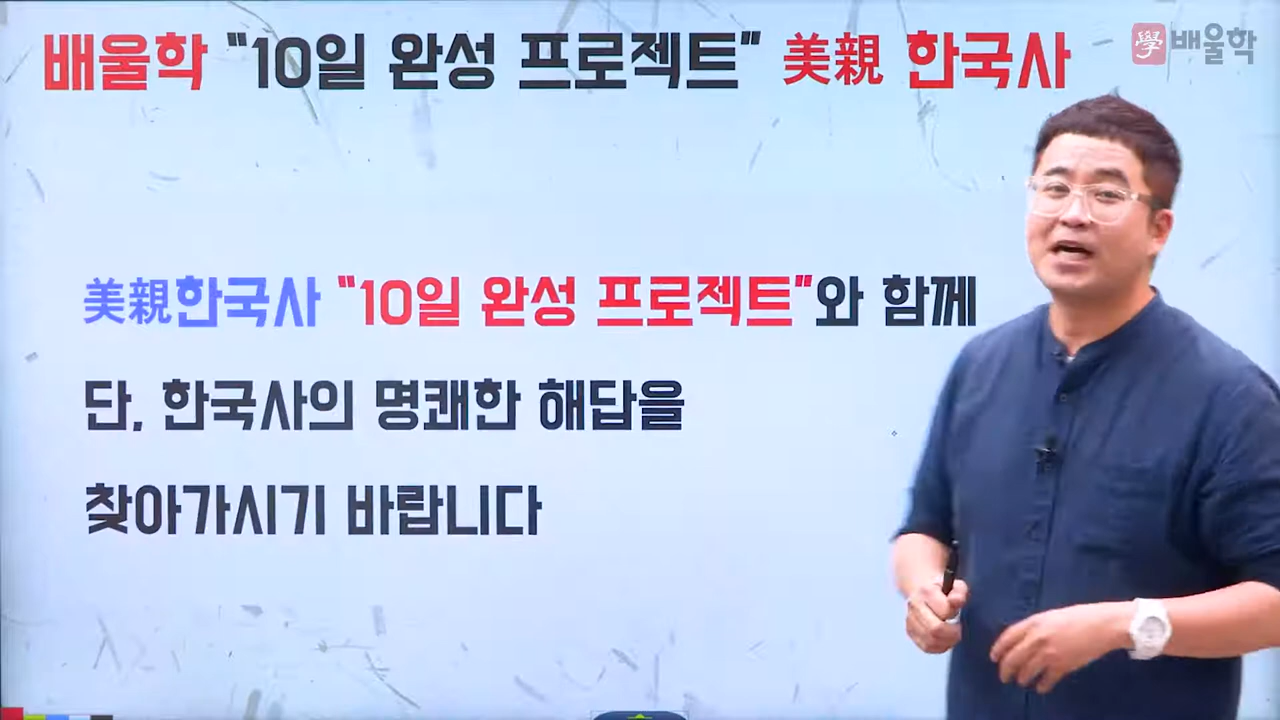 배울학 "10일 완성 프로젝트" 美親 한국사
學 배울학
美親한국사 "10일 완성 프로젝트"와 함께
단, 한국사의 명쾌한 해답을
찾아가시기 바랍니다